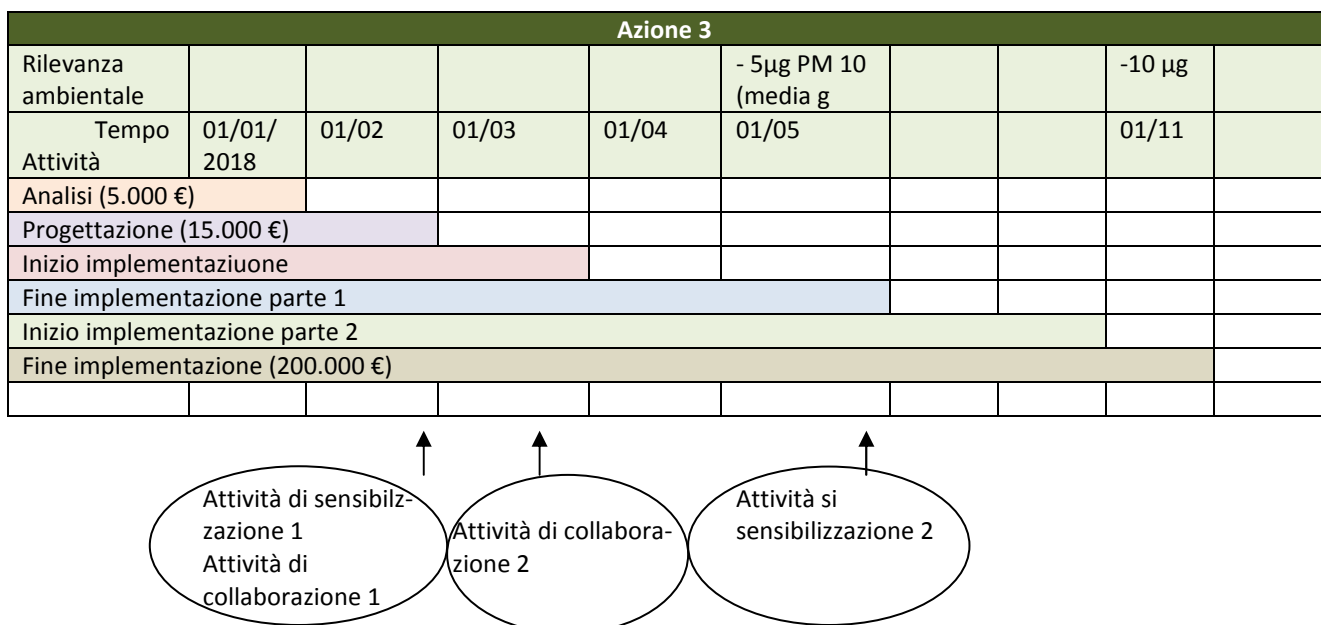 Azione 3
Rilevanza
ambientale
- 5µg PM 10
(media g
-10 µg
Tempo
Attività
01/01/
2018
01/02
01/03
01/04
01/05
01/11
Analisi (5.000 €)
Progettazione (15.000 €)
Inizio implementaziuone
Fine implementazione parte 1
Inizio implementazione parte 2
Fine implementazione (200.000 €)
Attività di sensibilz-
zazione 1
Attività di
collaborazione 1
Attività di collabora-
zione 2
Attività si
sensibilizzazione 2